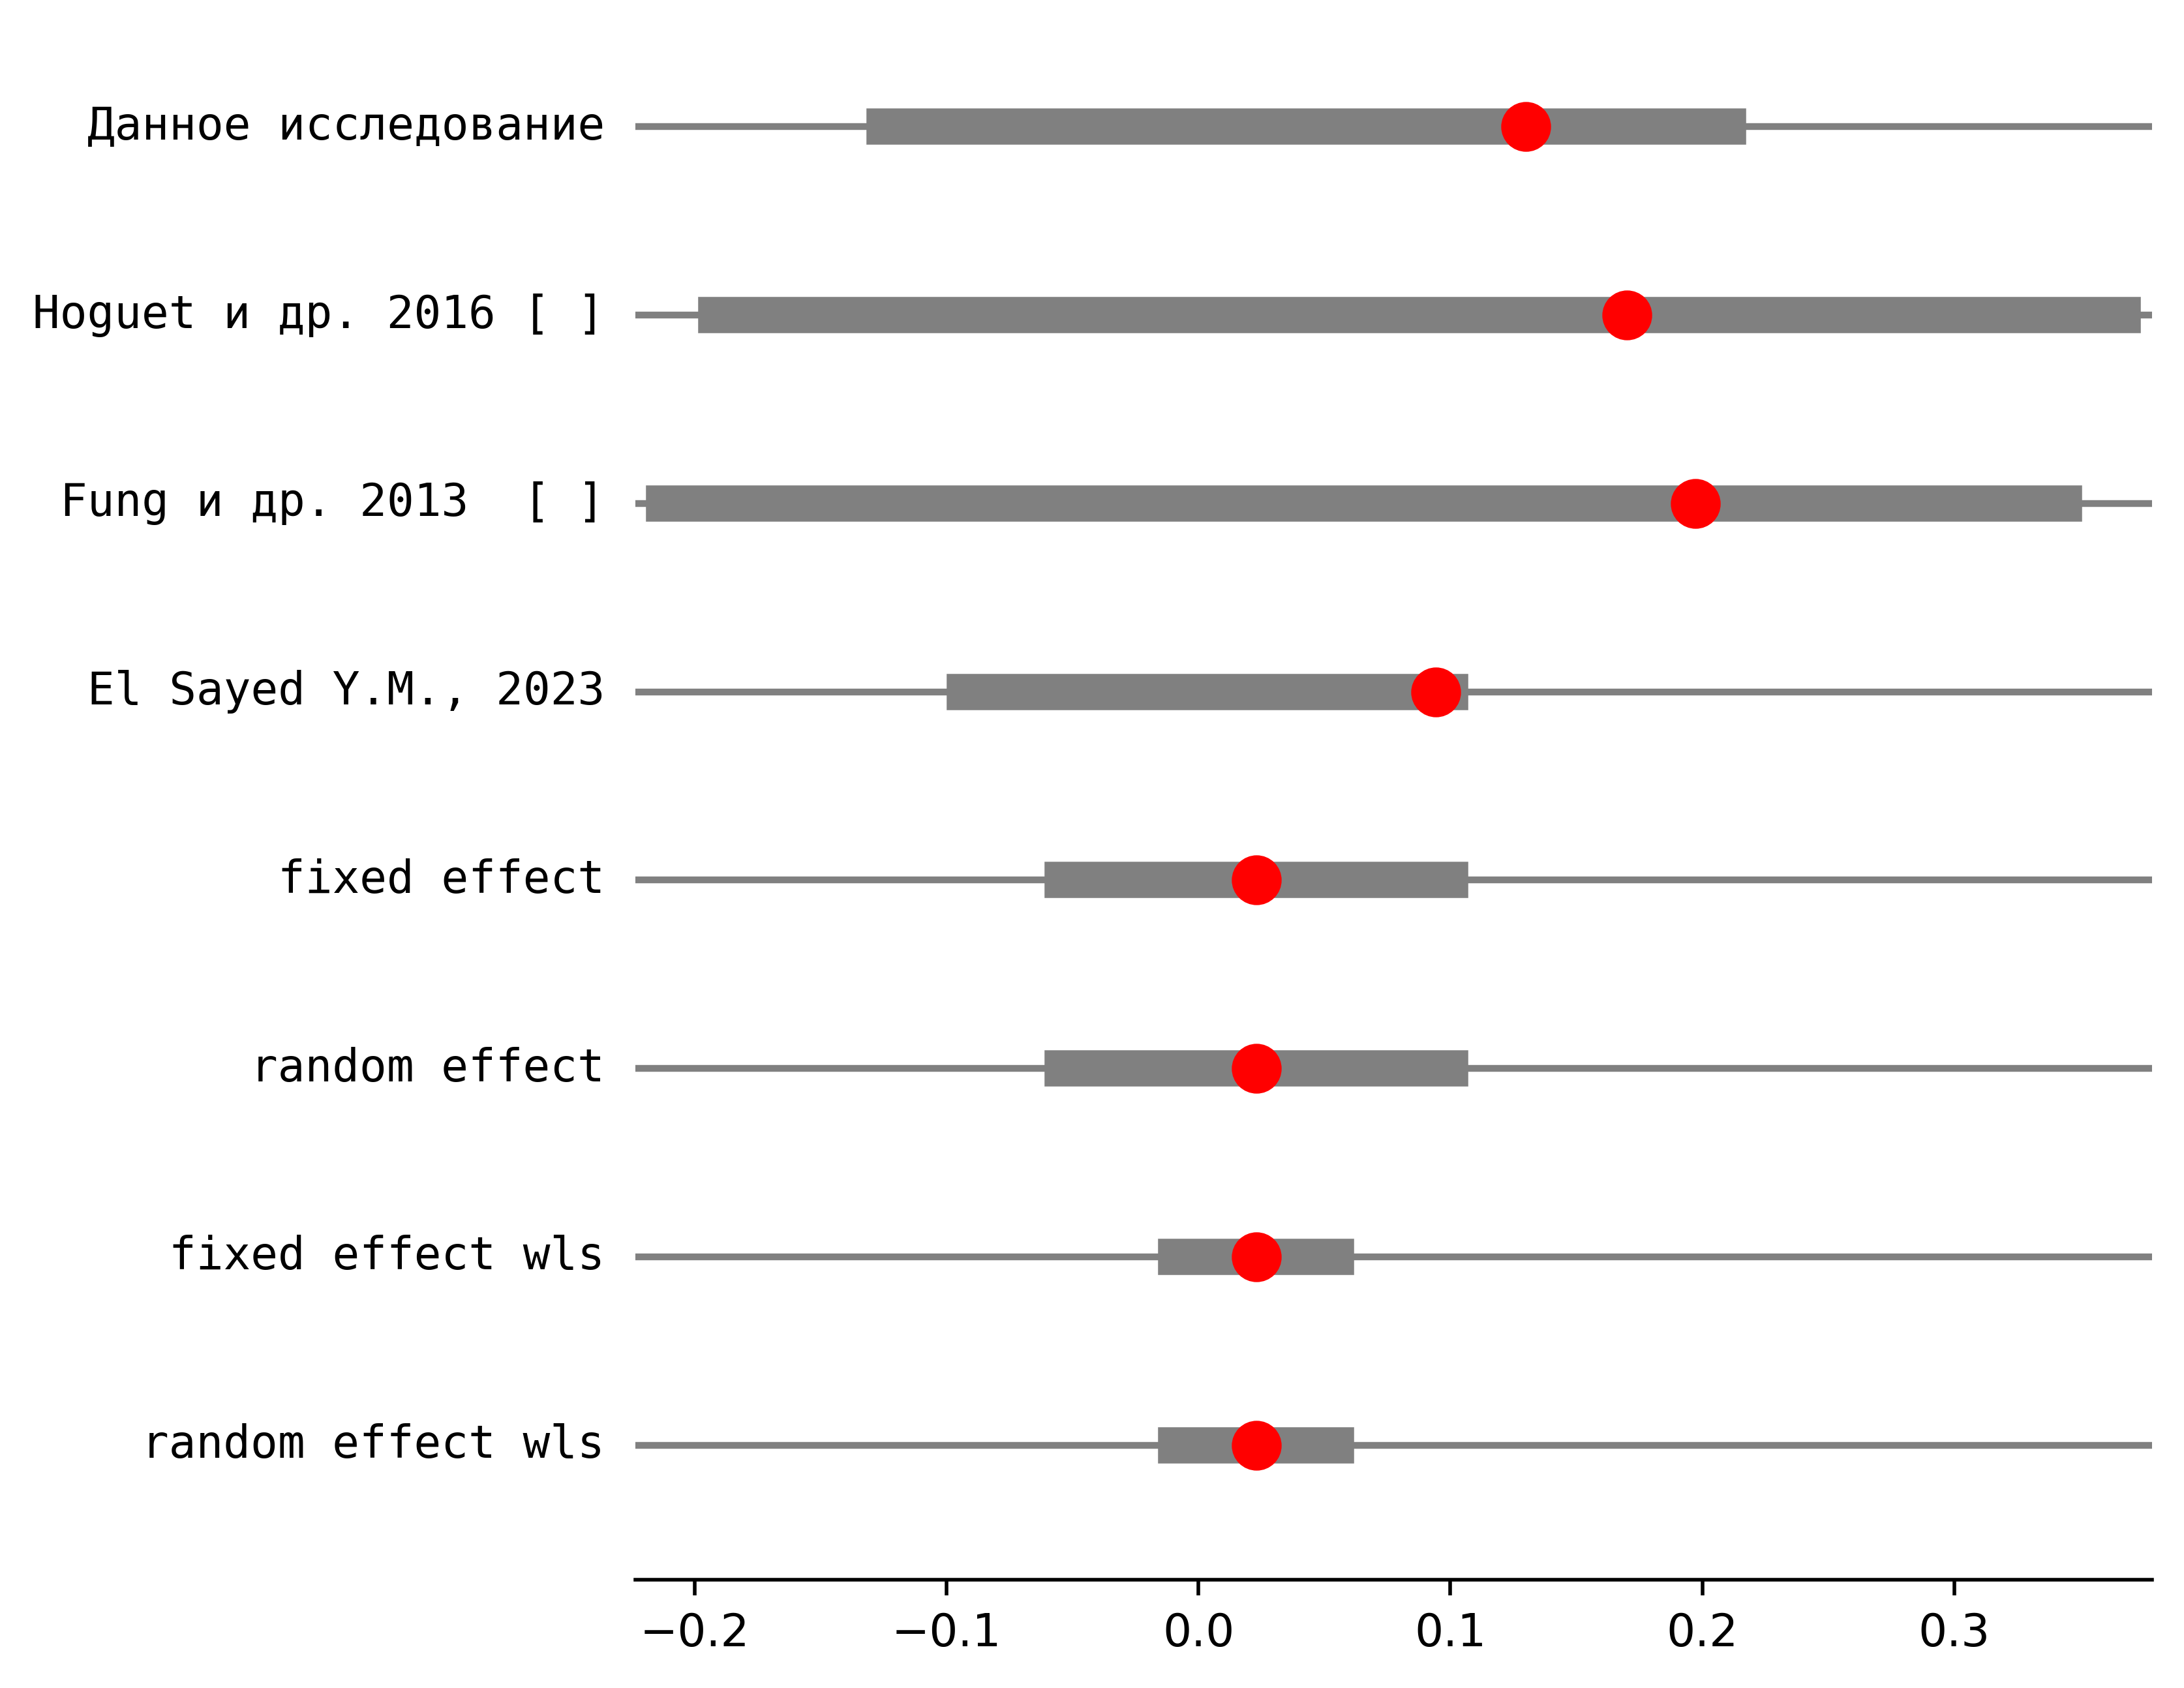 Данное исследование
Hoguet и др. 2016 [ ]
Fung и др. 2013  [ ]
El Sayed Y.M., 2023
fixed effect
random effect
fixed effect wls
random effect wls
−0.2 −0.1 0.0 0.1 0.2 0.3